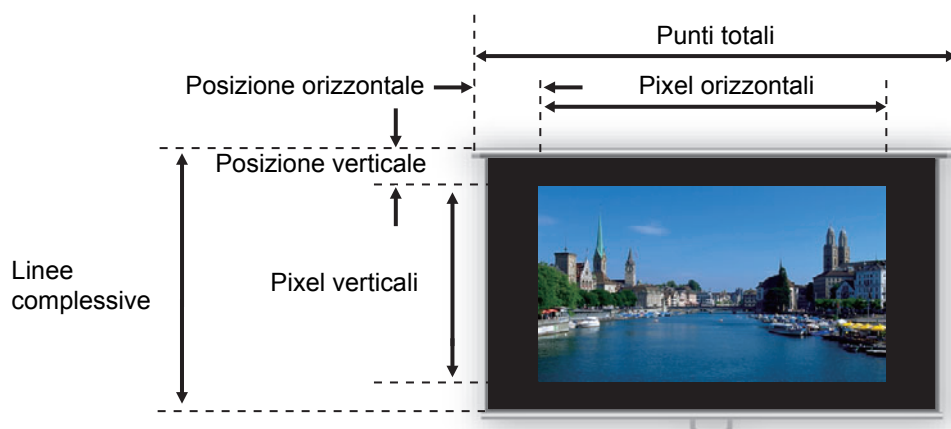 Punti totali
Posizione orizzontale
Pixel orizzontali
Posizione verticale
Linee
complessive
Pixel verticali